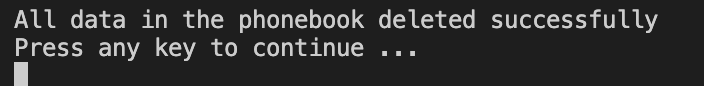 All data in the phonebook deleted successfully
Press any key to continue ...